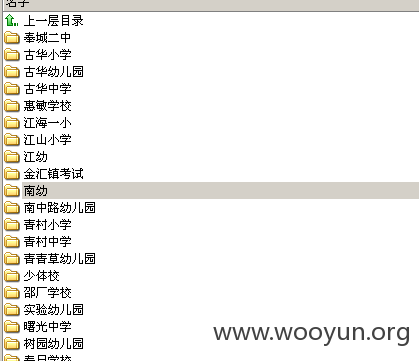 名字
上一层目录
奉城二中
古华小学
古华幼儿园
古华中学
惠敏学校
江海一小
江山小学
江幼
金汇镇考试
南幼
南中路幼儿园
青村小学
青村中学
青青草幼儿园
少体校
邵厂学校
实验幼儿园
曙光中学
树园幼儿园
www.wooyun.org